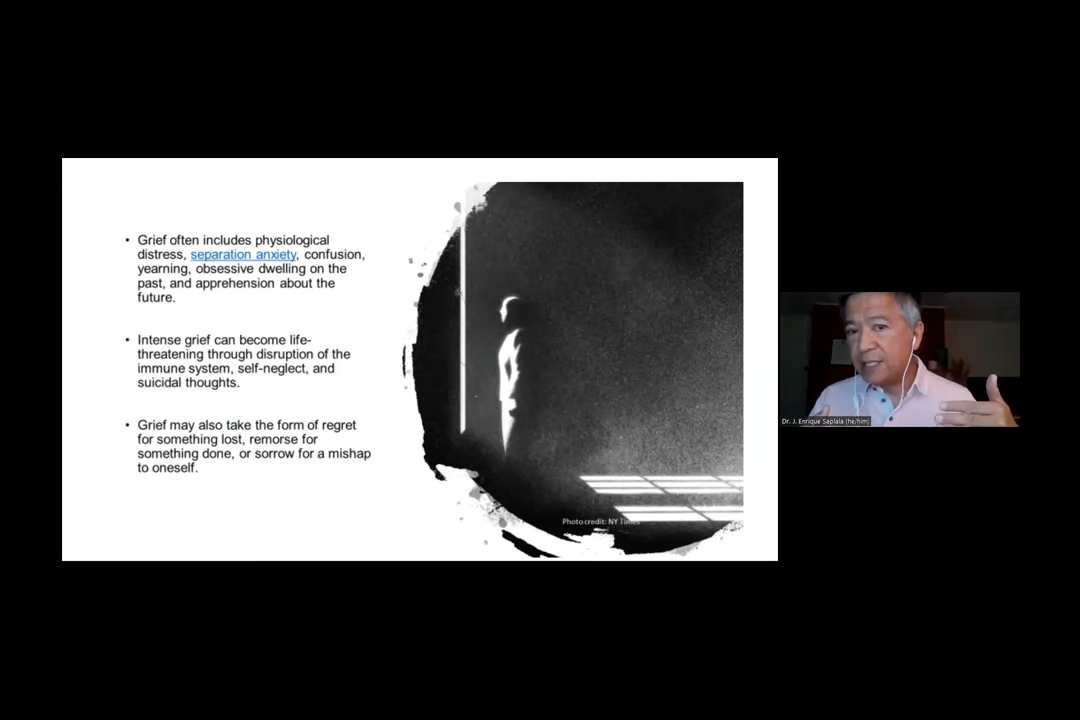 • Grief often includes physiological
distress, separation anxiety, confusion,
yearning, obsessive dwelling on the
past, and apprehension about the
future.
• Intense grief can become life-
threatening through disruption of the
immune system, self-neglect, and
suicidal thoughts.
• Grief may also take the form of regret
for something lost, remorse for
something done, or sorrow for a mishap
to oneself.
Photo credit: NY Times
Dr. J. Enrique Saplala (he/him)